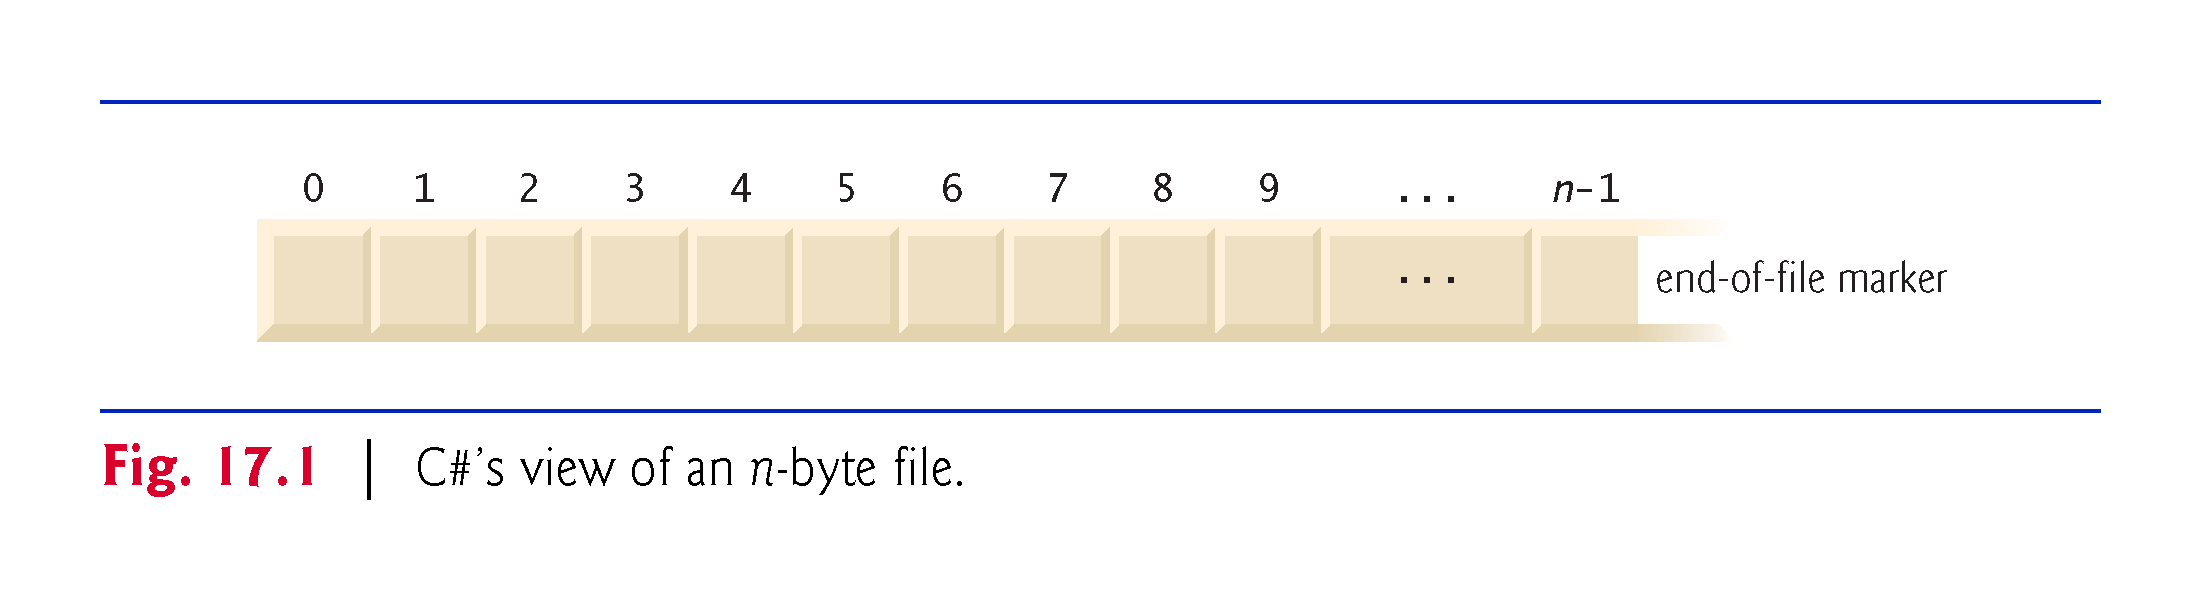 0 1 2 3 4 5 6 7 8 9 ... n-1
... end-of-file marker
Fig. 17.1 | C#’s view of an n-byte file.